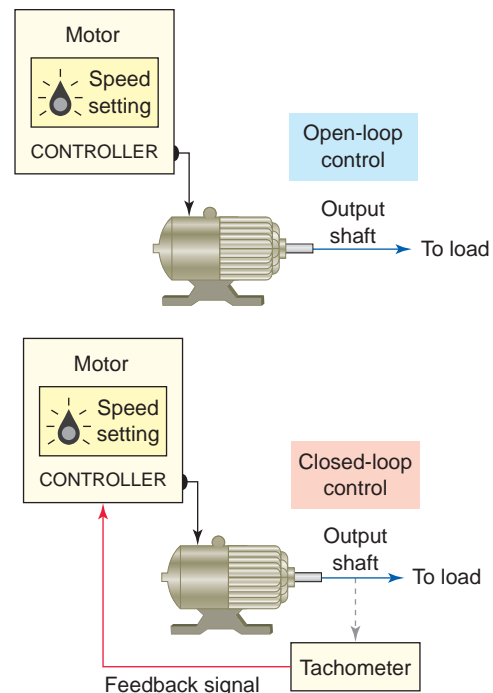 Motor
Speed
setting
CONTROLLER
Open-loop
control
Output
shaft
To load
Motor
Speed
setting
CONTROLLER
Closed-loop
control
Output
shaft
To load
Tachometer
Feedback signal